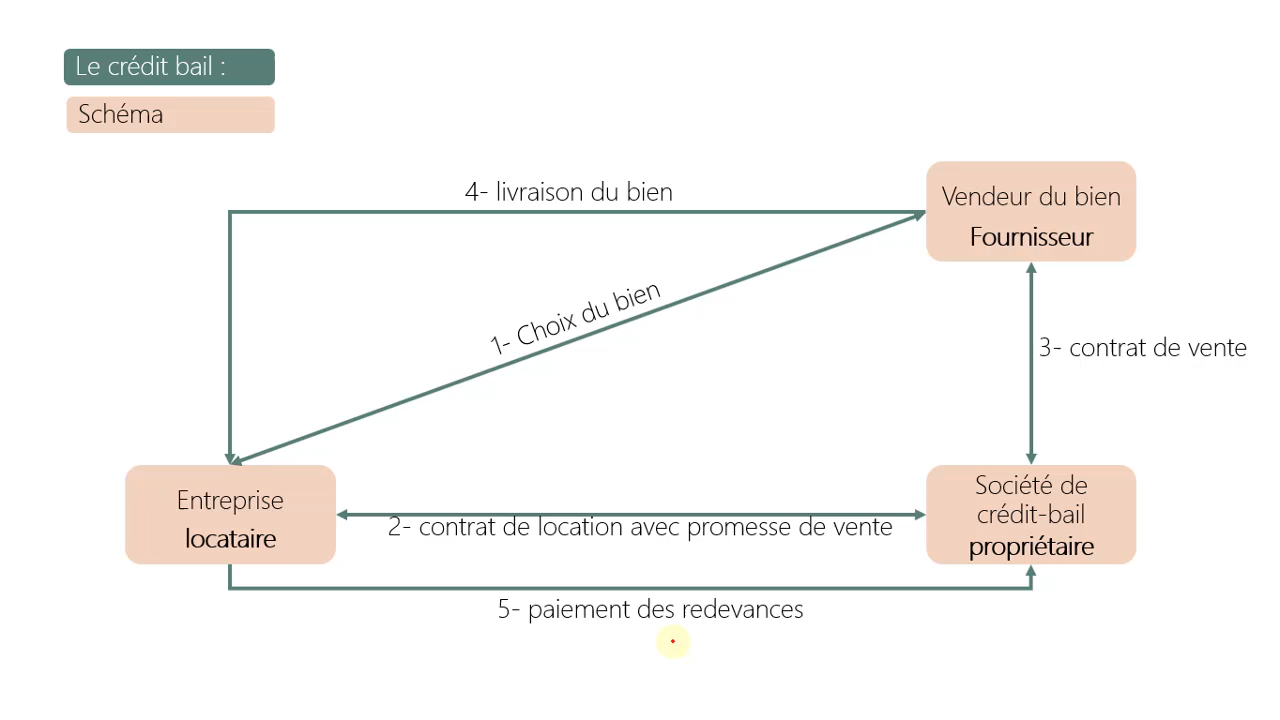 Le crédit bail :
Schéma
4- livraison du bien
Vendeur du bien
Fournisseur
1- Choix du bien
3- contrat de vente
Entreprise
locataire
2- contrat de location avec promesse de vente
Société de
crédit-bail
propriétaire
5- paiement des redevances